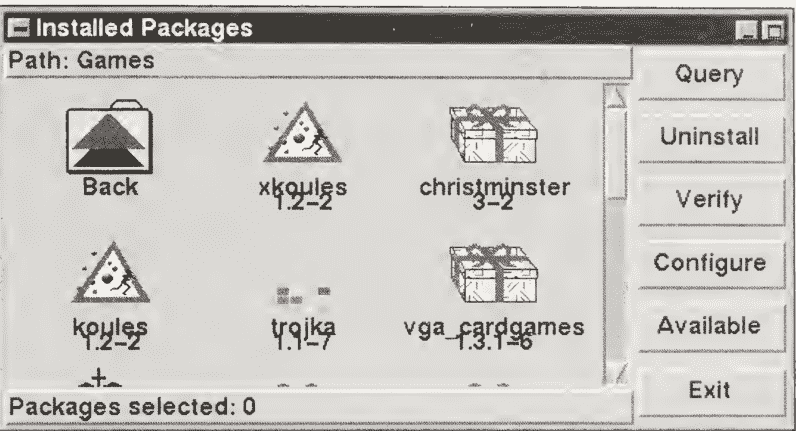 Installed Packages
Path: Games
Back
xkoules
1.2-2
christminster
3-2
koules
1.2-2
trojka
1.1-7
vga_cardgames
1.3.1-6
Packages selected: 0
Query
Uninstall
Verify
Configure
Available
Exit